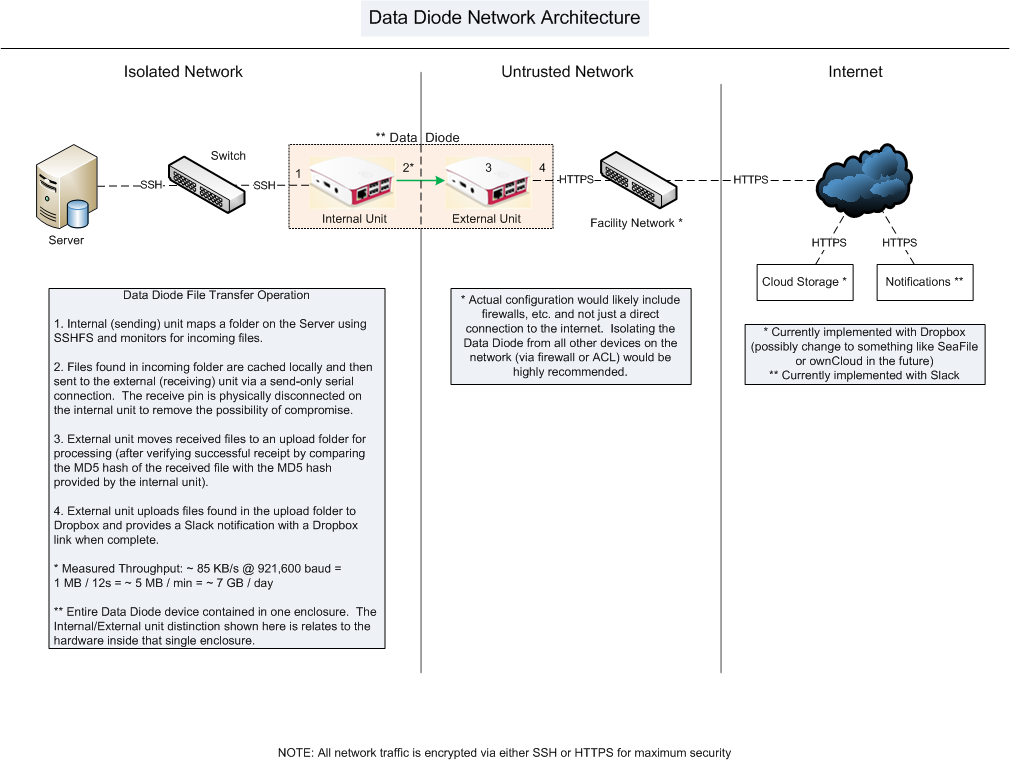 Data Diode Network Architecture
Isolated Network
Untrusted Network
Internet
** Data Diode
Switch
SSH
SSH
1
2*
3
4
HTTPS
HTTPS
Server
Internal Unit
External Unit
Facility Network *
HTTPS
HTTPS
Cloud Storage *
Notifications **
Data Diode File Transfer Operation
1. Internal (sending) unit maps a folder on the Server using
SSHFS and monitors for incoming files.
2. Files found in incoming folder are cached locally and then
sent to the external (receiving) unit via a send-only serial
connection.  The receive pin is physically disconnected on
the internal unit to remove the possibility of compromise.
3. External unit moves received files to an upload folder for
processing (after verifying successful receipt by comparing
the MD5 hash of the received file with the MD5 hash
provided by the internal unit).
4. External unit uploads files found in the upload folder to
Dropbox and provides a Slack notification with a Dropbox
link when complete.
* Measured Throughput: ~ 85 KB/s @ 921,600 baud =
1 MB / 12s = ~ 5 MB / min = ~ 7 GB / day
** Entire Data Diode device contained in one enclosure.  The
Internal/External unit distinction shown here is relates to the
hardware inside that single enclosure.
* Actual configuration would likely include
firewalls, etc. and not just a direct
connection to the internet.  Isolating the
Data Diode from all other devices on the
network (via firewall or ACL) would be
highly recommended.
* Currently implemented with Dropbox
(possibly change to something like SeaFile
or ownCloud in the future)
** Currently implemented with Slack
NOTE: All network traffic is encrypted via either SSH or HTTPS for maximum security